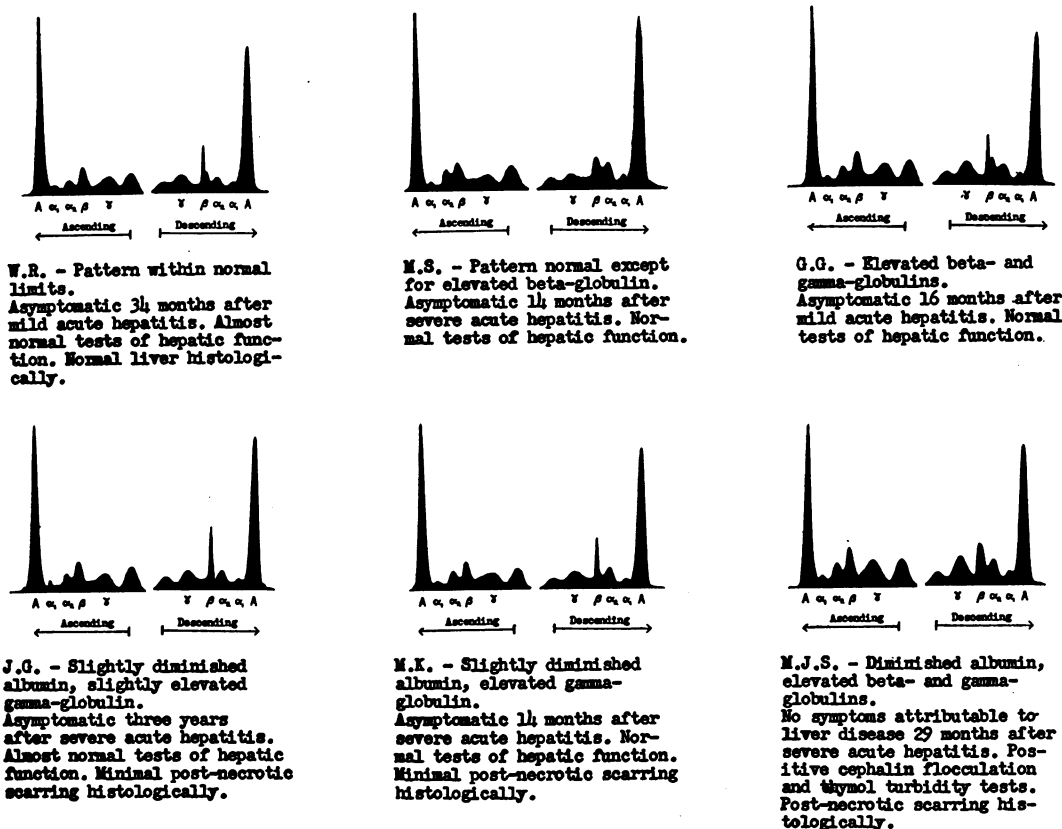 A α₁ α₂ β γ
γ β α₂ α₁ A
Ascending
Descending
W.R. - Pattern within normal
limits.
Asymptomatic 34 months after
mild acute hepatitis. Almost
normal tests of hepatic func-
tion. Normal liver histologi-
cally.
A α₁ α₂ β γ
γ β α₂ α₁ A
Ascending
Descending
M.S. - Pattern normal except
for elevated beta-globulin.
Asymptomatic 14 months after
severe acute hepatitis. Nor-
mal tests of hepatic function.
A α₁ α₂ β γ
γ β α₂ α₁ A
Ascending
Descending
G.G. - Elevated beta- and
gamma-globulins.
Asymptomatic 16 months after
mild acute hepatitis. Normal
tests of hepatic function.
A α₁ α₂ β γ
γ β α₂ α₁ A
Ascending
Descending
J.G. - Slightly diminished
albumin, slightly elevated
gamma-globulin.
Asymptomatic three years
after severe acute hepatitis.
Almost normal tests of hepatic
function. Minimal post-necrotic
scarring histologically.
A α₁ α₂ β γ
γ β α₂ α₁ A
Ascending
Descending
M.K. - Slightly diminished
albumin, elevated gamma-
globulin.
Asymptomatic 14 months after
severe acute hepatitis. Nor-
mal tests of hepatic function.
Minimal post-necrotic scarring
histologically.
A α₁ α₂ β γ
γ β α₂ α₁ A
Ascending
Descending
M.J.S. - Diminished albumin,
elevated beta- and gamma-
globulins.
No symptoms attributable to
liver disease 29 months after
severe acute hepatitis. Pos-
itive cephalin flocculation
and thymol turbidity tests.
Post-necrotic scarring his-
tologically.